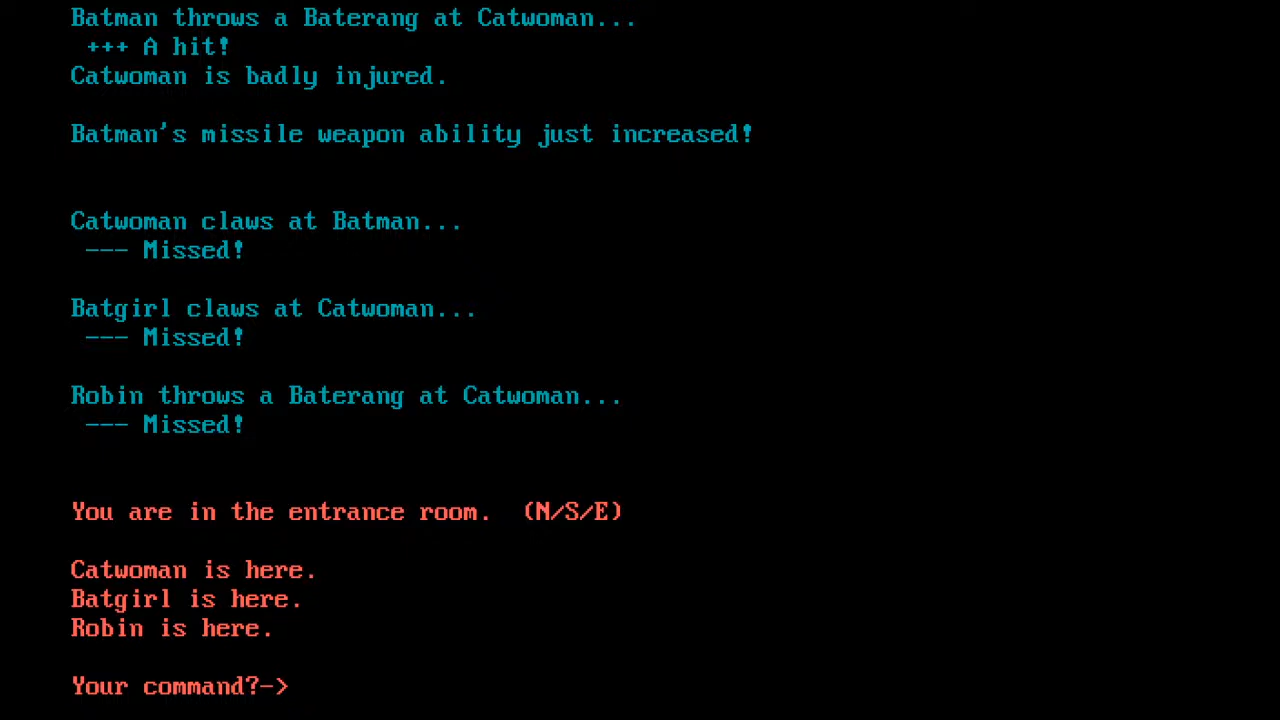 Batman throws a Baterang at Catwoman...
+++ A hit!
Catwoman is badly injured.
Batman's missile weapon ability just increased!
Catwoman claws at Batman...
--- Missed!
Batgirl claws at Catwoman...
--- Missed!
Robin throws a Baterang at Catwoman...
--- Missed!
You are in the entrance room.  (N/S/E)
Catwoman is here.
Batgirl is here.
Robin is here.
Your command?->